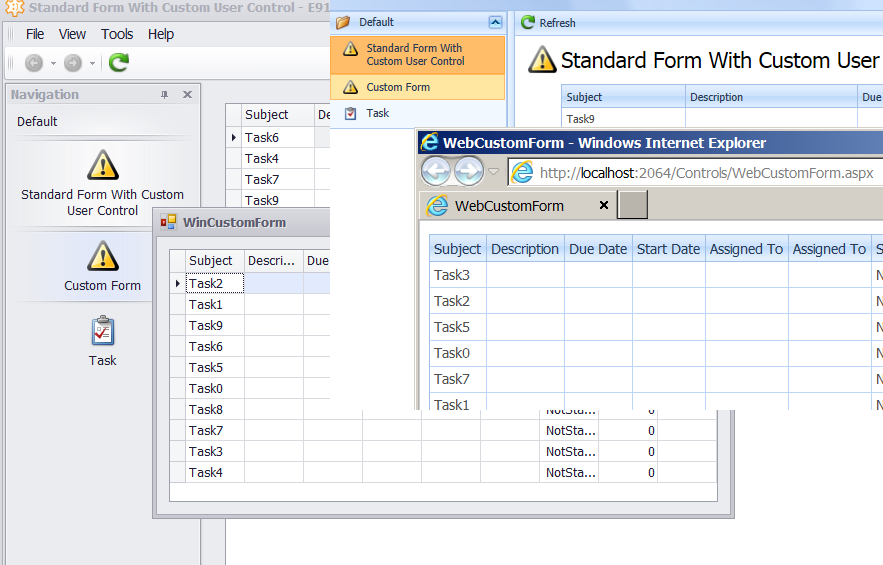 Standard Form With Custom User Control - E91
File View Tools Help
Navigation
Default
Standard Form With Custom
User Control
Custom Form
Task
Subject De
Task6
Task4
Task7
Task9
WinCustomForm
Subject Descri... Due
Task2
Task1
Task9
Task6
Task5
Task0
Task8 NotSta... 0
Task7 NotSta... 0
Task3 NotSta... 0
Task4 NotSta... 0
Default
Standard Form With
Custom User Control
Custom Form
Task
Refresh
Standard Form With Custom User
Subject Description Due
Task9
WebCustomForm - Windows Internet Explorer
http://localhost:2064/Controls/WebCustomForm.aspx
WebCustomForm
Subject Description Due Date Start Date Assigned To Assigned To S
Task3 N
Task2 N
Task5 N
Task0 N
Task7 N
Task1 N